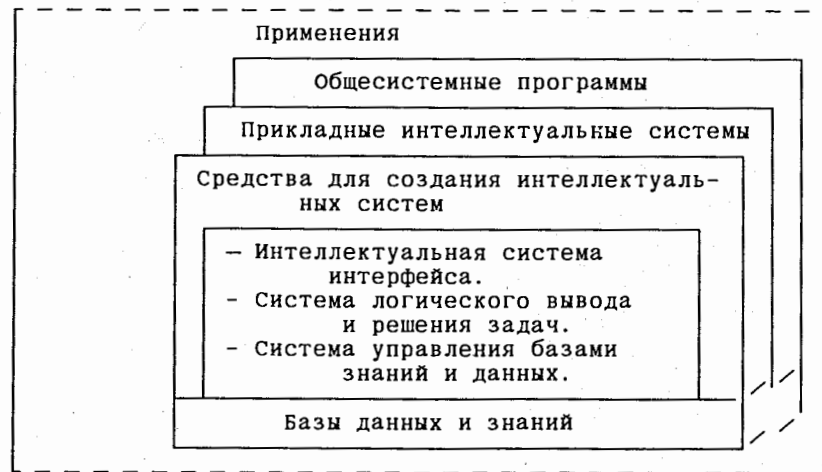 Применения
Общесистемные программы
Прикладные интеллектуальные системы
Средства для создания интеллектуаль-
ных систем
— Интеллектуальная система
интерфейса.
- Система логического вывода
и решения задач.
- Система управления базами
знаний и данных.
Базы данных и знаний